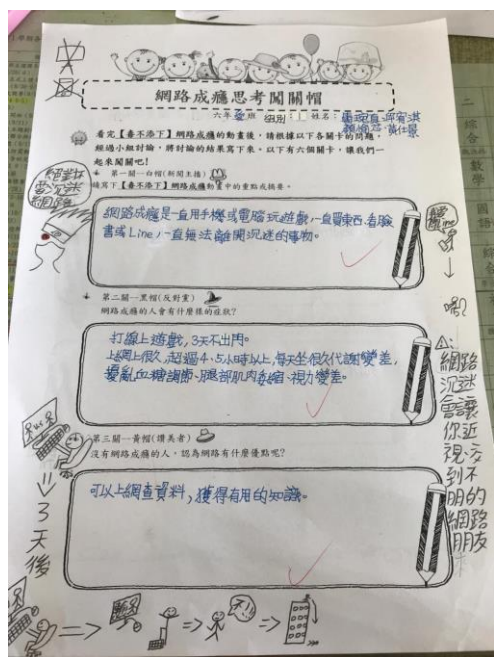 網路成癮思考闖關帽
六年 班 組別: 姓名:
看完【垂不添下】網路成癮的動畫後,請根據以下各關卡的問題,
經過小組討論,將討論的結果寫下來。以下有六個關卡,讓我們一
起來闖關吧!
第一關─白帽(新聞主播)
請寫下【垂不添下】網路成癮動畫中的重點或摘要。
網路成癮是一直用手機或電腦玩遊戲,一直買東西、看臉
書或Line,一直無法離開沉迷的事物。
第二關─黑帽(反對黨)
網路成癮的人會有什麼樣的症狀?
打線上遊戲,3天不出門。
上網上很久,超過4、5小時以上,每天坐很久代謝變差,
擾亂血糖調節、腿部肌肉萎縮、視力變差。
第三關─黃帽(讚美者)
沒有網路成癮的人,認為網路有什麼優點呢?
可以上網查資料,獲得有用的知識。
3天後
網路
沉迷
會讓
你近
視、交
到不
明的
網路
朋友